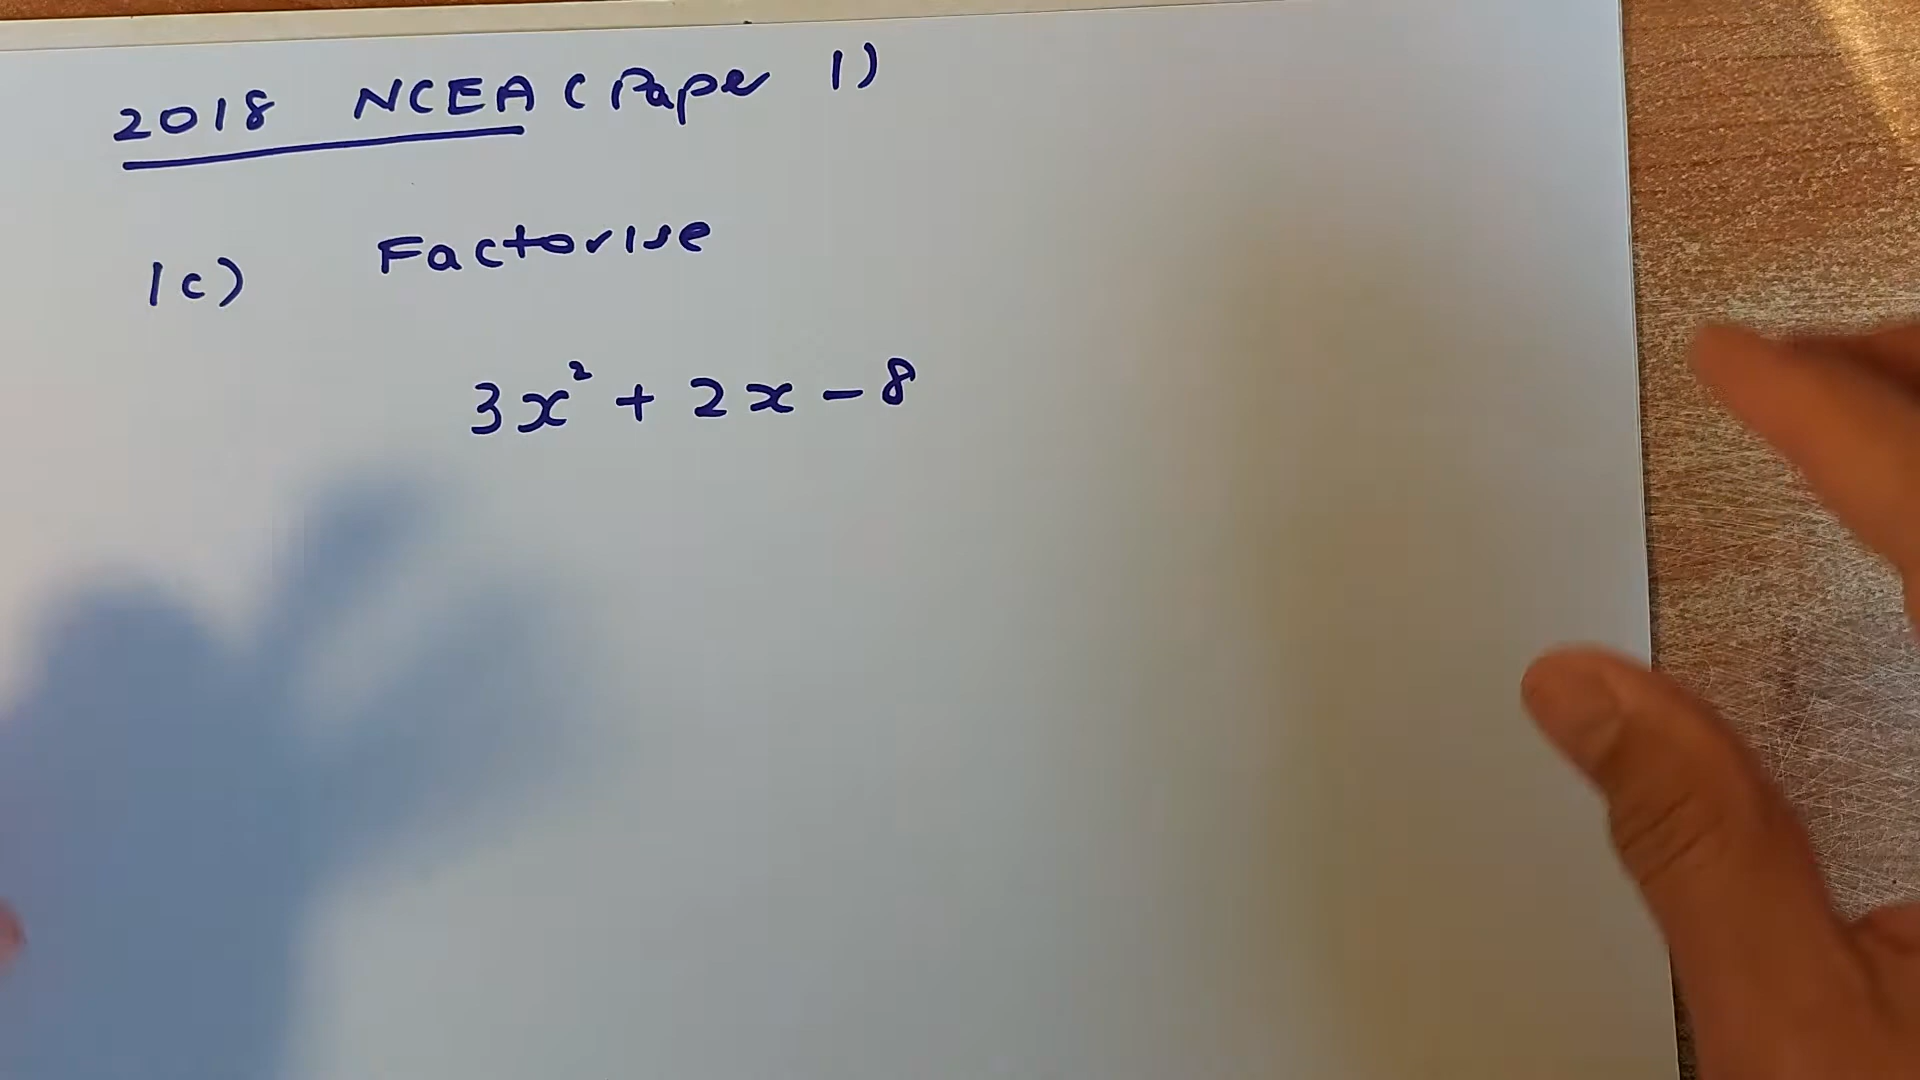 2018 NCEA (Paper 1)
1c) Factorise
3x² + 2x - 8